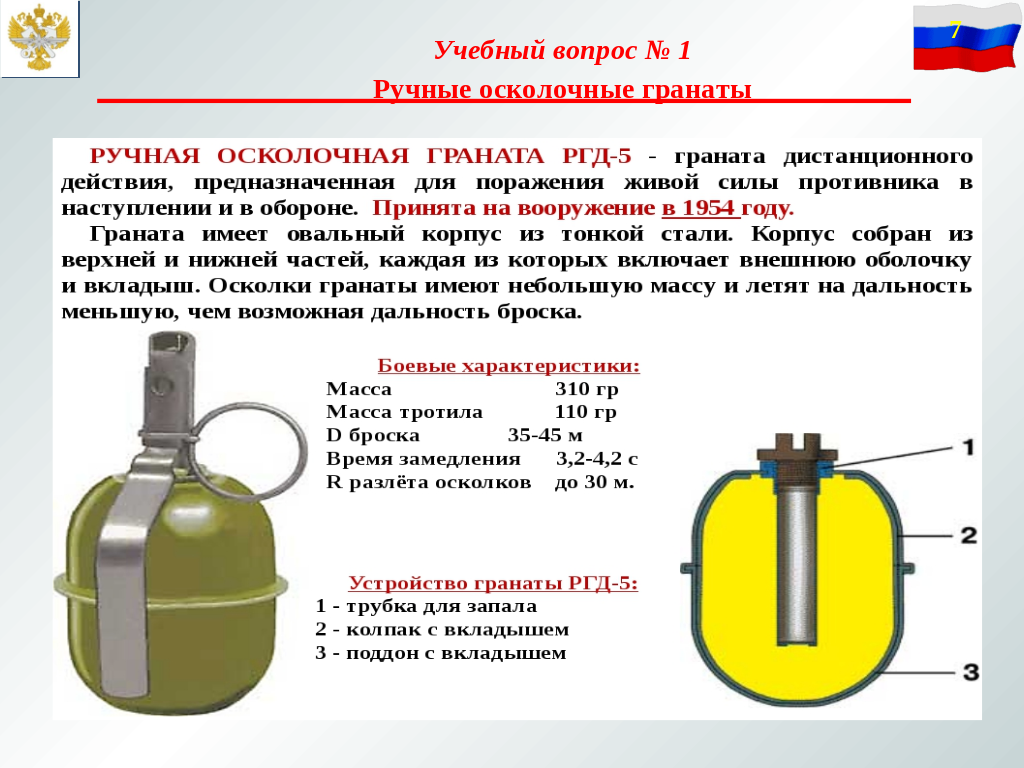 7
Учебный вопрос № 1
Ручные осколочные гранаты
РУЧНАЯ ОСКОЛОЧНАЯ ГРАНАТА РГД-5 - граната дистанционного
действия, предназначенная для поражения живой силы противника в
наступлении и в обороне. Принята на вооружение в 1954 году.
Граната имеет овальный корпус из тонкой стали. Корпус собран из
верхней и нижней частей, каждая из которых включает внешнюю оболочку
и вкладыш. Осколки гранаты имеют небольшую массу и летят на дальность
меньшую, чем возможная дальность броска.
Боевые характеристики:
Масса 310 гр
Масса тротила 110 гр
D броска 35-45 м
Время замедления 3,2-4,2 с
R разлёта осколков до 30 м.
Устройство гранаты РГД-5:
1 - трубка для запала
2 - колпак с вкладышем
3 - поддон с вкладышем
1
2
3